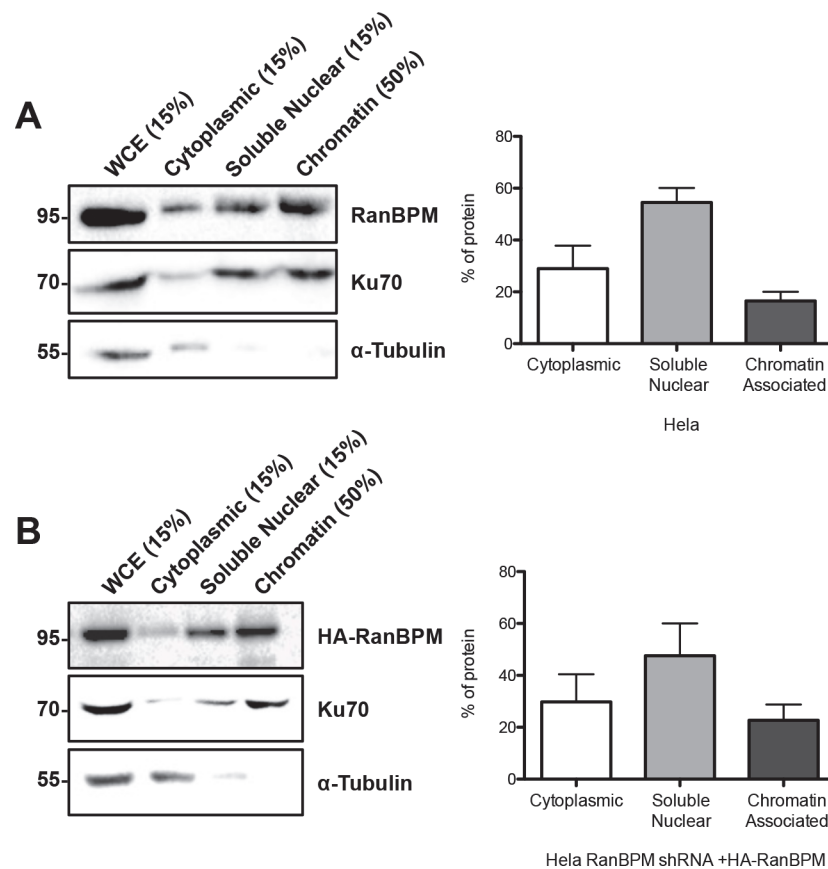 A
WCE (15%)
Cytoplasmic (15%)
Soluble Nuclear (15%)
Chromatin (50%)
95-
RanBPM
70-
Ku70
55-
α-Tubulin
80
60
40
20
0
% of protein
Cytoplasmic
Soluble
Nuclear
Chromatin
Associated
Hela
B
WCE (15%)
Cytoplasmic (15%)
Soluble Nuclear (15%)
Chromatin (50%)
95-
HA-RanBPM
70-
Ku70
55-
α-Tubulin
80
60
40
20
0
% of protein
Cytoplasmic
Soluble
Nuclear
Chromatin
Associated
Hela RanBPM shRNA +HA-RanBPM